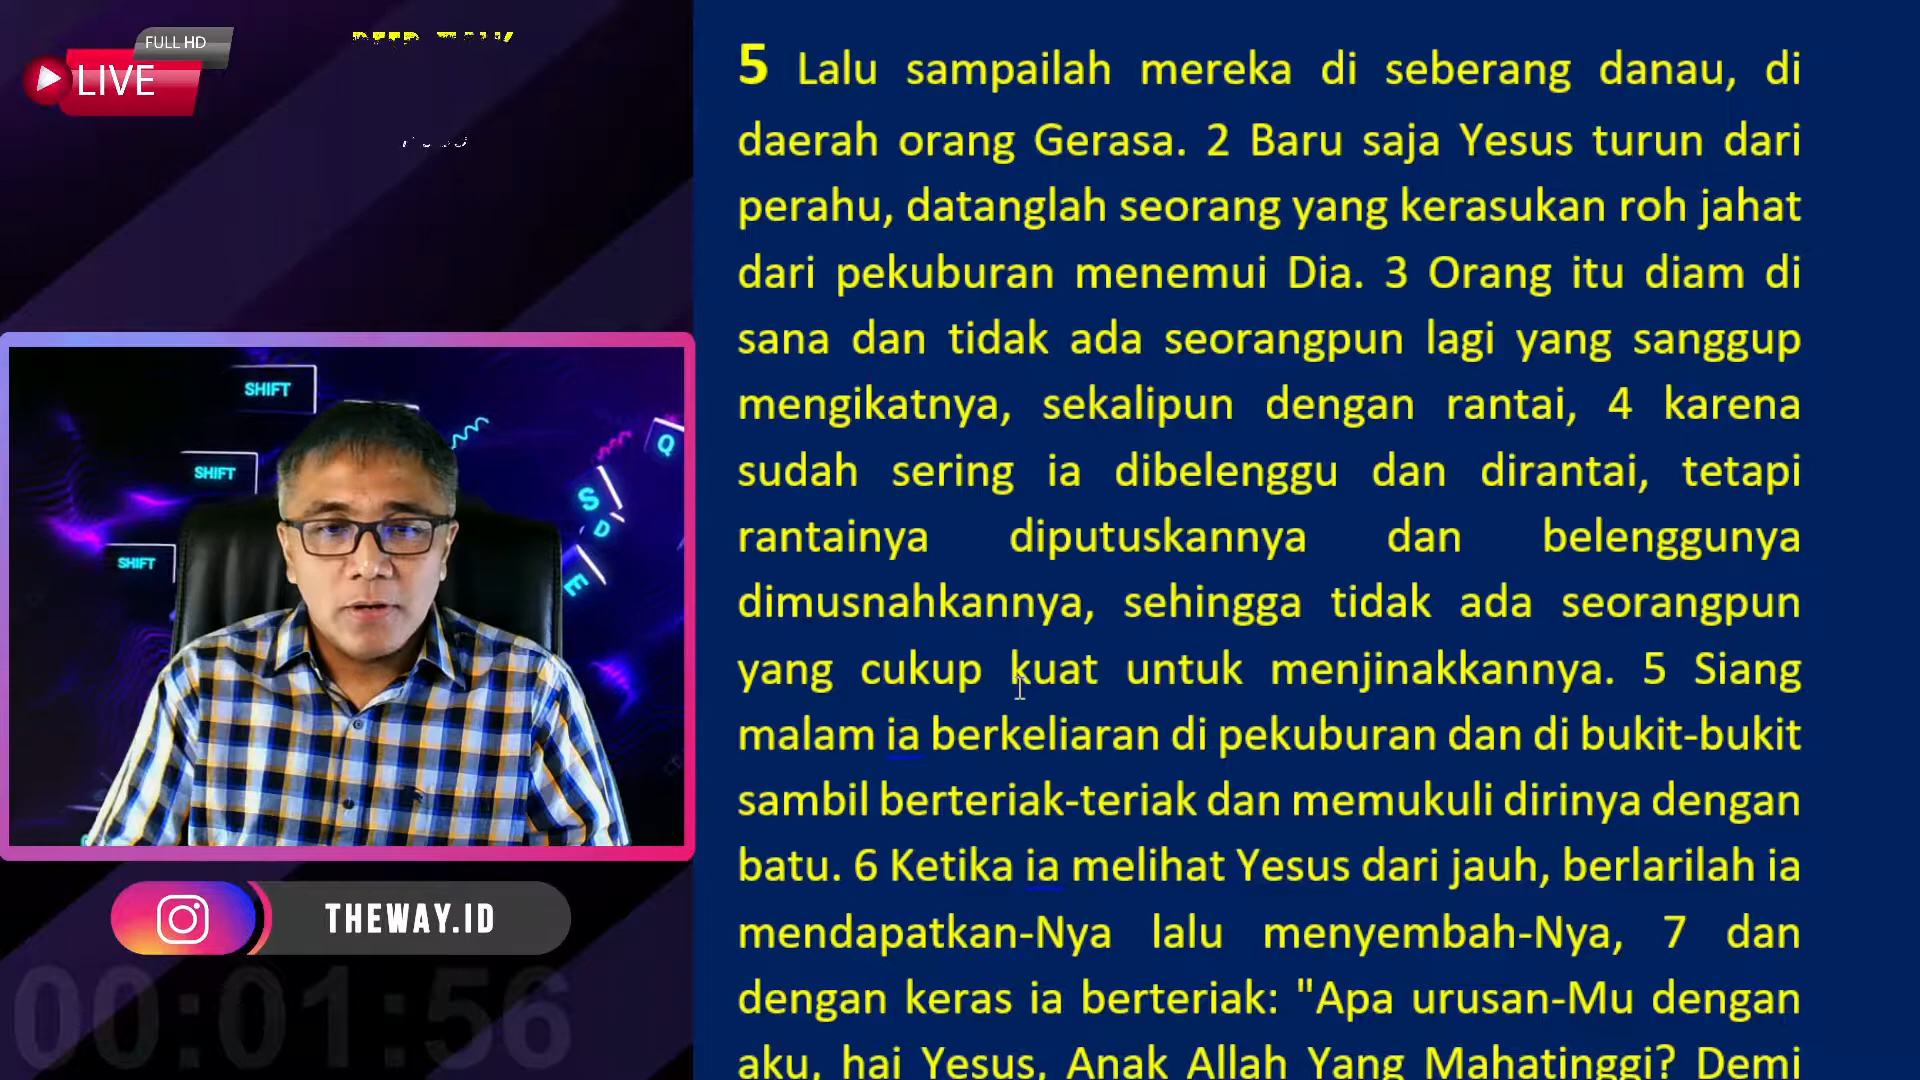 FULL HD
LIVE
5 Lalu sampailah mereka di seberang danau, di
daerah orang Gerasa. 2 Baru saja Yesus turun dari
perahu, datanglah seorang yang kerasukan roh jahat
dari pekuburan menemui Dia. 3 Orang itu diam di
sana dan tidak ada seorangpun lagi yang sanggup
mengikatnya, sekalipun dengan rantai, 4 karena
sudah sering ia dibelenggu dan dirantai, tetapi
rantainya diputuskannya dan belenggunya
dimusnahkannya, sehingga tidak ada seorangpun
yang cukup kuat untuk menjinakkannya. 5 Siang
malam ia berkeliaran di pekuburan dan di bukit-bukit
sambil berteriak-teriak dan memukuli dirinya dengan
batu. 6 Ketika ia melihat Yesus dari jauh, berlarilah ia
mendapatkan-Nya lalu menyembah-Nya, 7 dan
dengan keras ia berteriak: "Apa urusan-Mu dengan
aku, hai Yesus, Anak Allah Yang Mahatinggi? Demi
SHIFT
Q
SHIFT
S
D
SHIFT
E
THEWAY.ID
00:01:56